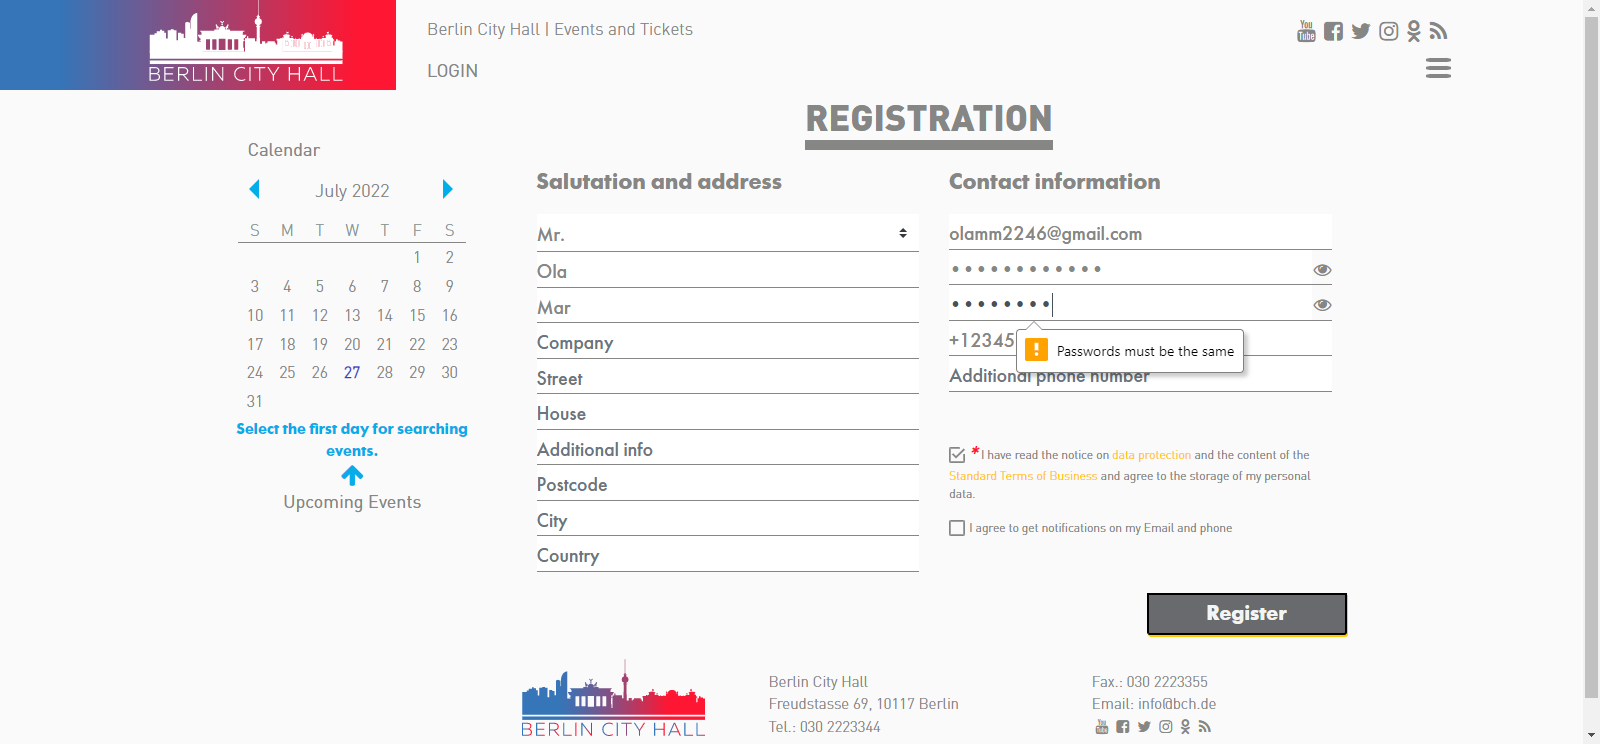 BERLIN CITY HALL
Berlin City Hall | Events and Tickets
LOGIN
REGISTRATION
Calendar
July 2022
S M T W T F S
1 2
3 4 5 6 7 8 9
10 11 12 13 14 15 16
17 18 19 20 21 22 23
24 25 26 27 28 29 30
31
Select the first day for searching
events.
Upcoming Events
Salutation and address
Mr.
Ola
Mar
Company
Street
House
Additional info
Postcode
City
Country
Contact information
olamm2246@gmail.com
••••••••••••
••••••••
+12345
Passwords must be the same
Additional phone number
* I have read the notice on data protection and the content of the
Standard Terms of Business and agree to the storage of my personal
data.
I agree to get notifications on my Email and phone
Register
BERLIN CITY HALL
Berlin City Hall
Freudstasse 69, 10117 Berlin
Tel.: 030 2223344
Fax.: 030 2223355
Email: info@bch.de